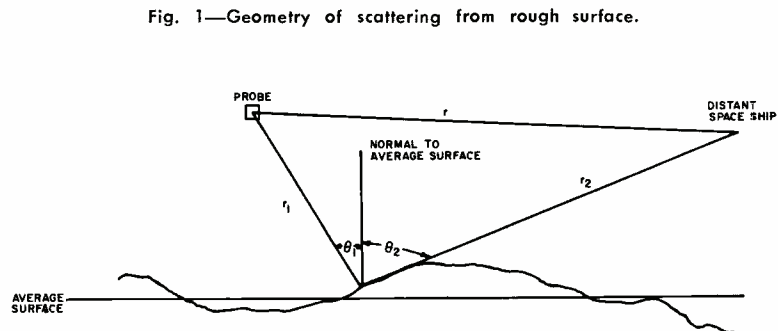 Fig. 1—Geometry of scattering from rough surface.
PROBE
r
DISTANT
SPACE SHIP
NORMAL TO
AVERAGE SURFACE
r1
r2
θ1
θ2
AVERAGE
SURFACE